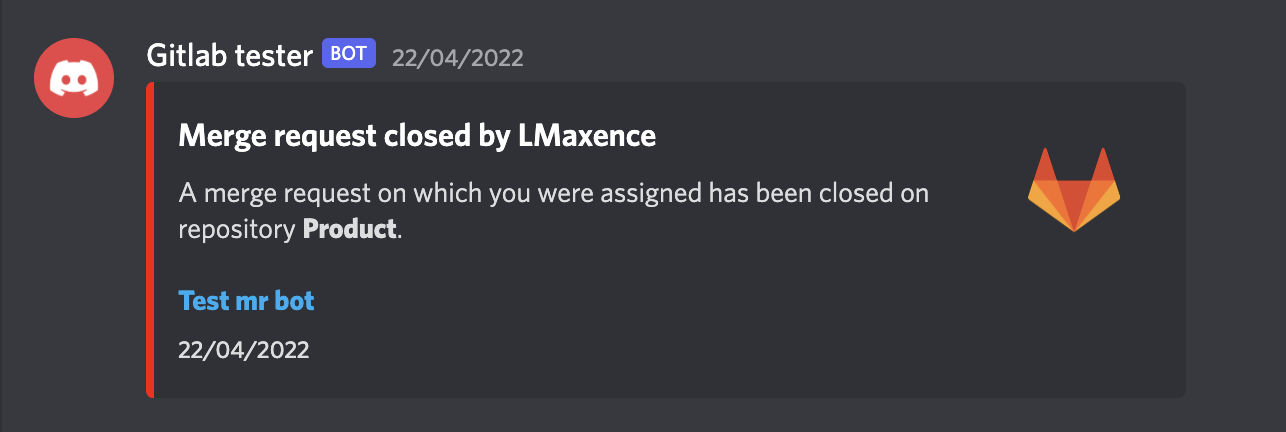 Gitlab tester BOT 22/04/2022
Merge request closed by LMaxence
A merge request on which you were assigned has been closed on
repository Product.
Test mr bot
22/04/2022